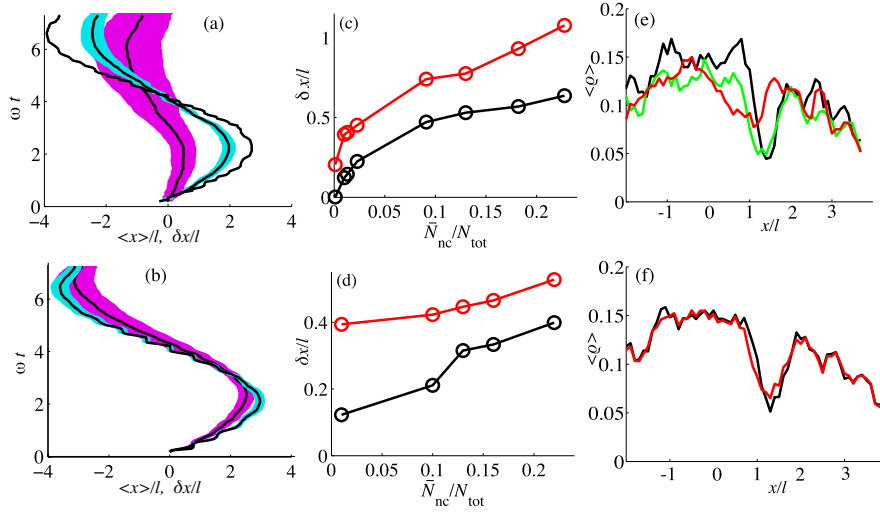 (a)
6
4
2
0
ω t
−4 −2 0 2 4
<x>/l, δx/l
(c)
1
0.5
0
δx/l
0 0.05 0.1 0.15 0.2
N̄nc/Ntot
(e)
0.2
0.15
0.1
0.05
<ϱ>
-1 0 1 2 3
x/l
(b)
6
4
2
0
ω t
−4 −2 0 2 4
<x>/l, δx/l
(d)
0.4
0.2
0
δx/l
0 0.05 0.1 0.15 0.2
N̄nc/Ntot
(f)
0.2
0.15
0.1
0.05
<ϱ>
-1 0 1 2 3
x/l